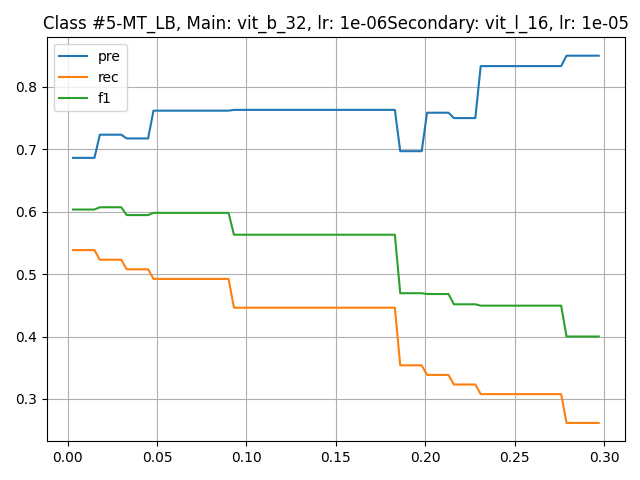 Class #5-MT_LB, Main: vit_b_32, lr: 1e-06Secondary: vit_l_16, lr: 1e-05
pre
rec
f1
0.8
0.7
0.6
0.5
0.4
0.3
0.00 0.05 0.10 0.15 0.20 0.25 0.30